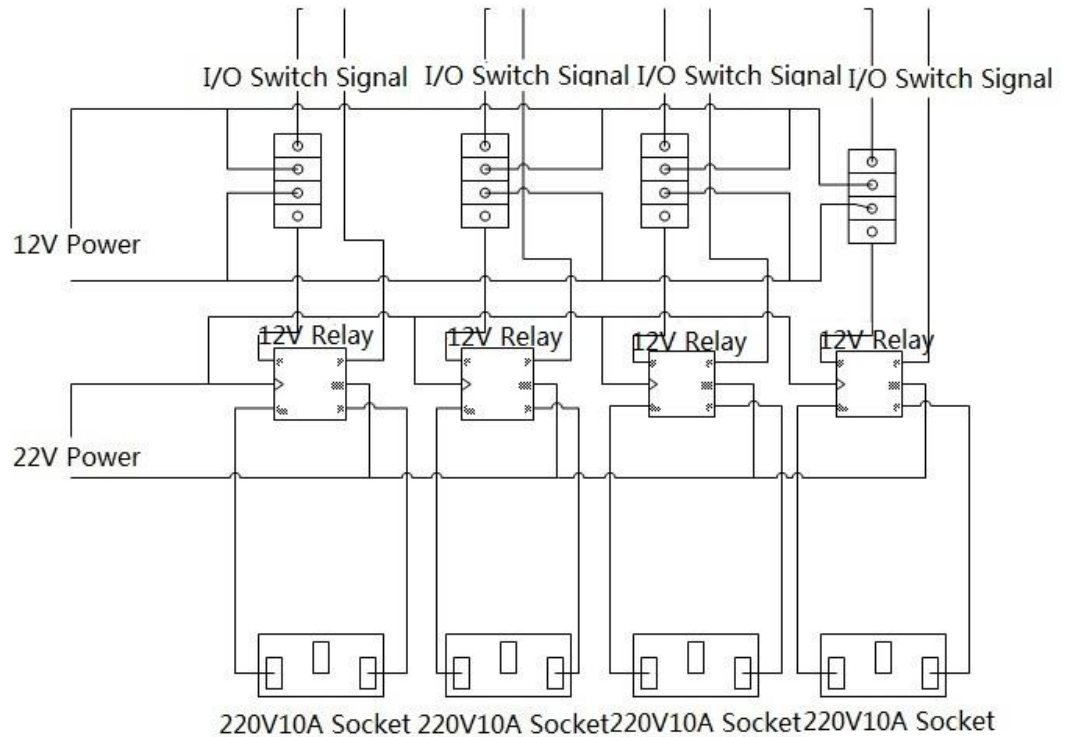 I/O Switch Signal
I/O Switch Signal
I/O Switch Signal
I/O Switch Signal
12V Power
12V Relay
12V Relay
12V Relay
12V Relay
22V Power
220V10A Socket
220V10A Socket
220V10A Socket
220V10A Socket